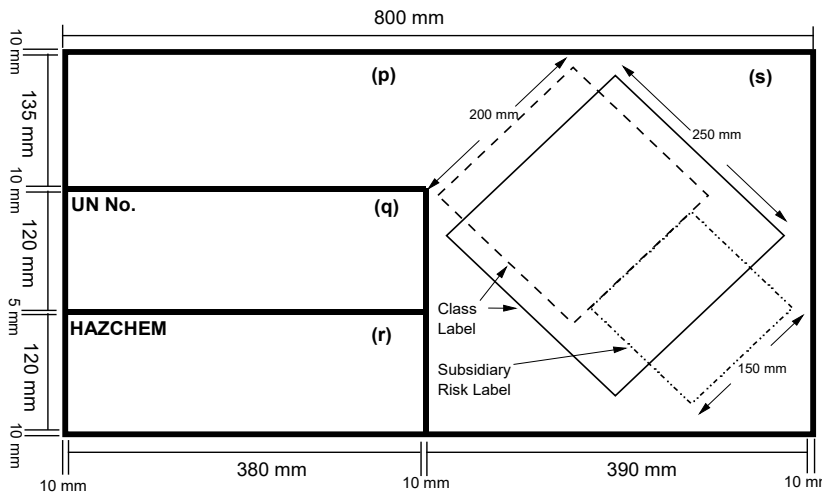 800 mm
10 mm
(p)
(s)
200 mm
250 mm
135 mm
10 mm
UN No.
(q)
120 mm
5 mm
HAZCHEM
(r)
Class
Label
Subsidiary
Risk Label
150 mm
120 mm
10 mm
380 mm
390 mm
10 mm
10 mm
10 mm